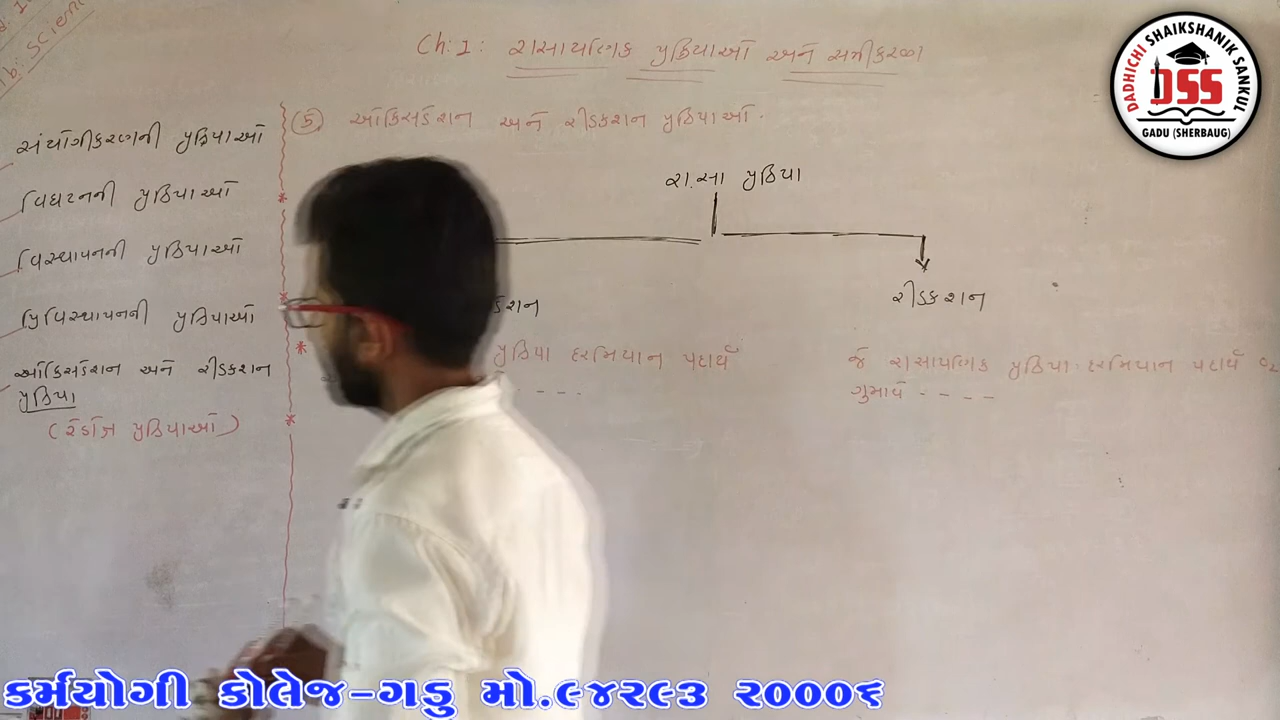 Ch: 1: રાસાયણિક પ્રક્રિયાઓ અને સમીકરણો
સંયોગીકરણની પ્રક્રિયાઓ
વિઘટનની પ્રક્રિયાઓ
વિસ્થાપનની પ્રક્રિયાઓ
દ્વિવિસ્થાપનની પ્રક્રિયાઓ
ઓક્સિડેશન અને રીડક્શન
પ્રક્રિયા
(રેડોક્ષ પ્રક્રિયાઓ)
ઓક્સિડેશન અને રીડક્શન પ્રક્રિયાઓ.
રા.સા પ્રક્રિયા
રીડક્શન
પ્રક્રિયા દરમિયાન પદાર્થ
- - -
જે રાસાયણિક પ્રક્રિયા દરમિયાન પદાર્થ O2
ગુમાવે - - - -
DADHICHI SHAIKSHANIK SANKUL
DSS
GADU (SHERBAUG)
કર્મયોગી કોલેજ-ગડુ મો.૯૪૨૯૩ ૨૦૦૦૬